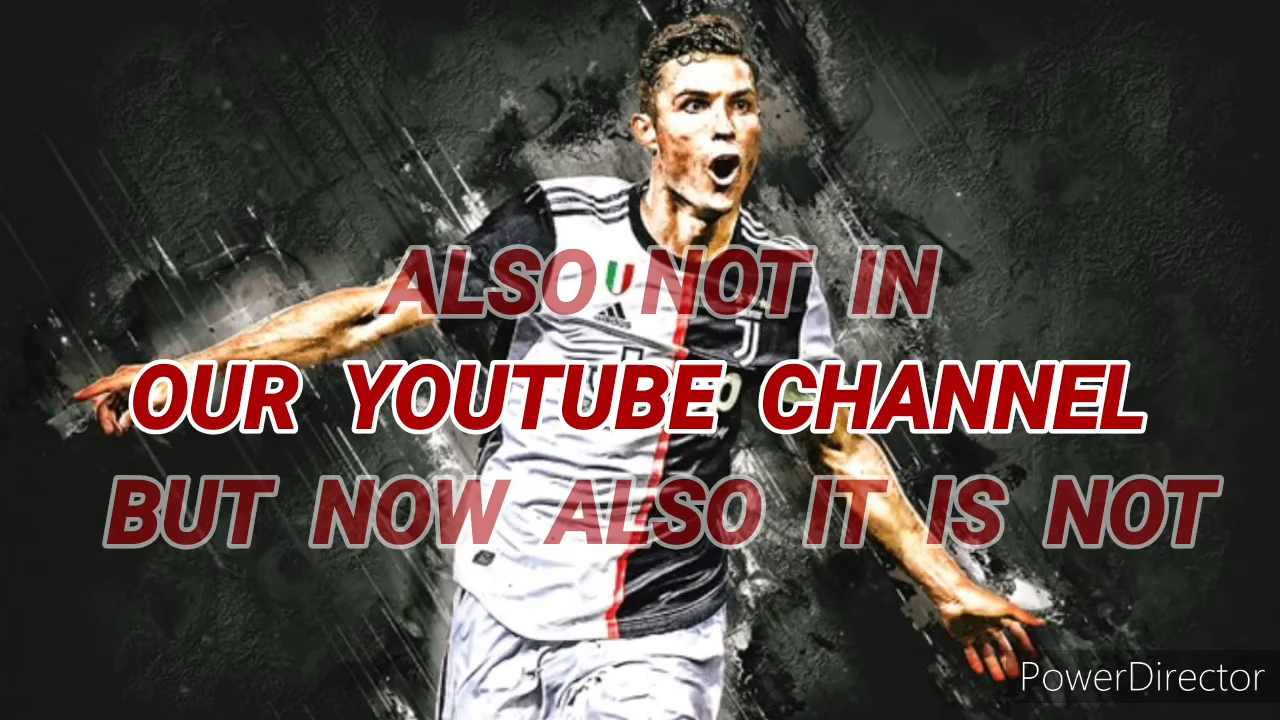 ALSO NOT IN
OUR YOUTUBE CHANNEL
BUT NOW ALSO IT IS NOT
PowerDirector